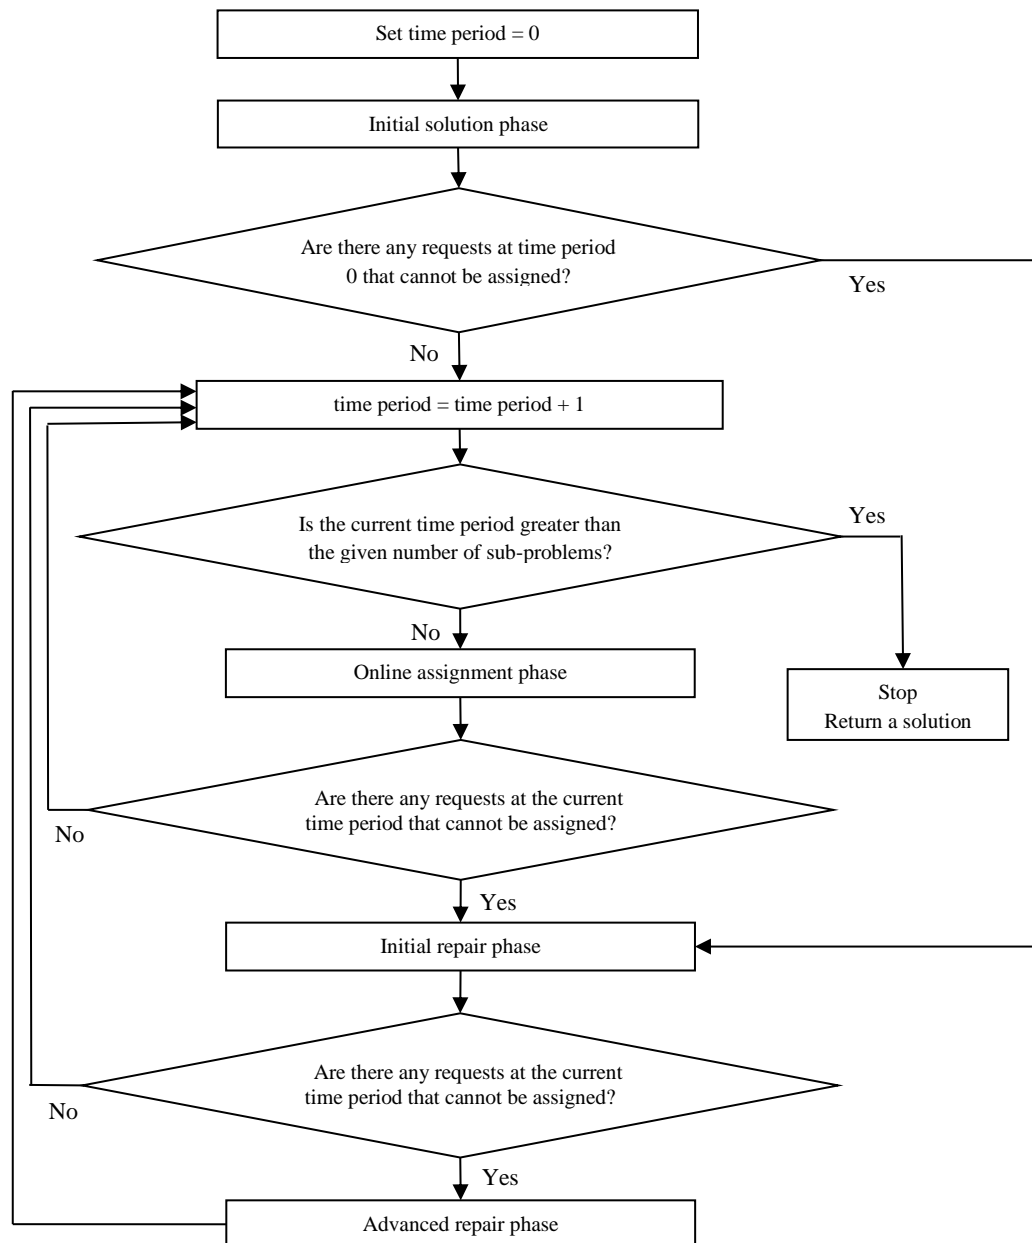 Set time period = 0
Initial solution phase
Are there any requests at time period
0 that cannot be assigned?
Yes
No
time period = time period + 1
Is the current time period greater than
the given number of sub-problems?
Yes
No
Online assignment phase
Stop
Return a solution
Are there any requests at the current
time period that cannot be assigned?
No
Yes
Initial repair phase
Are there any requests at the current
time period that cannot be assigned?
No
Yes
Advanced repair phase